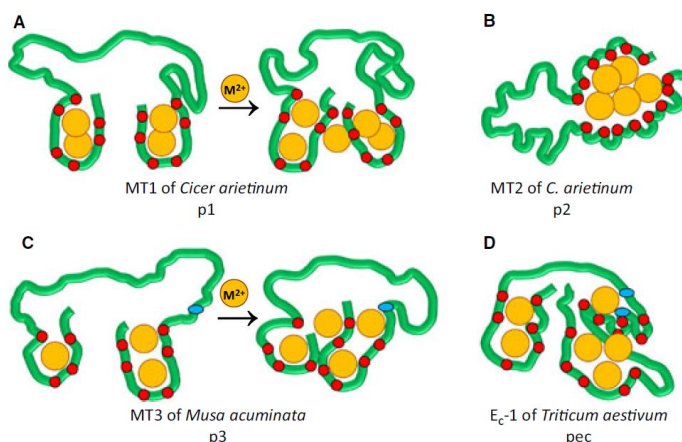 A
M²⁺
MT1 of Cicer arietinum
p1
B
MT2 of C. arietinum
p2
C
M²⁺
MT3 of Musa acuminata
p3
D
E꜀-1 of Triticum aestivum
pec